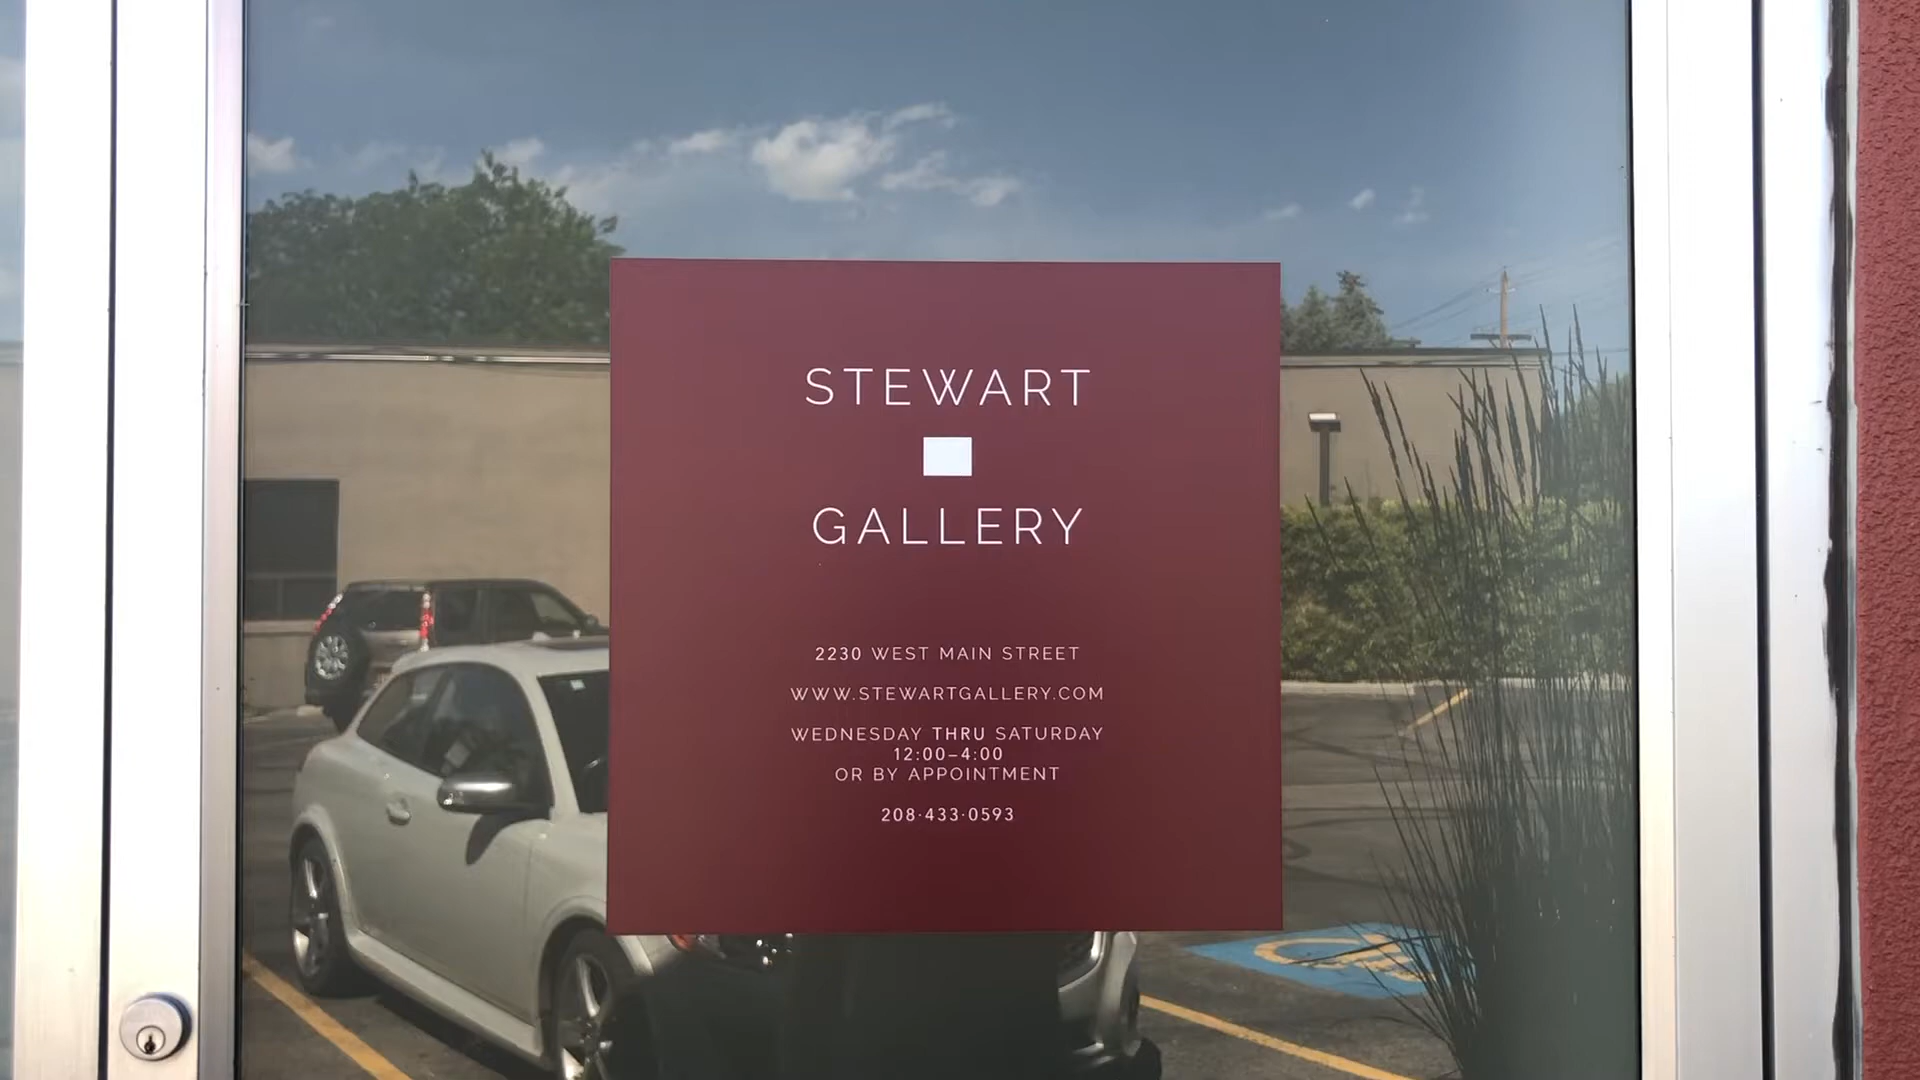 STEWART
GALLERY
2230 WEST MAIN STREET
WWW.STEWARTGALLERY.COM
WEDNESDAY THRU SATURDAY
12:00–4:00
OR BY APPOINTMENT
208·433·0593